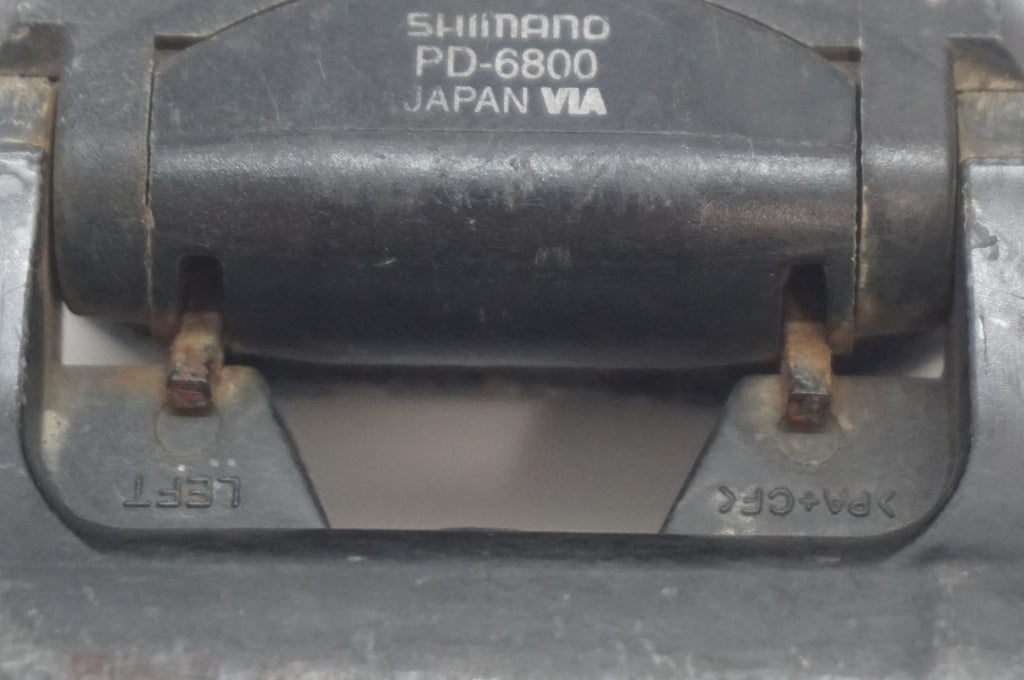 SHIMANO
PD-6800
JAPAN VIA
LEFT
>PA+CF<